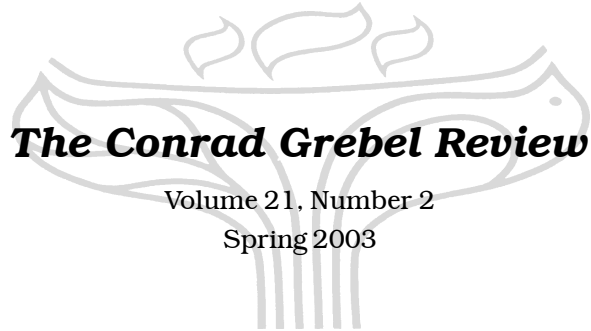 The Conrad Grebel Review
Volume 21, Number 2
Spring 2003